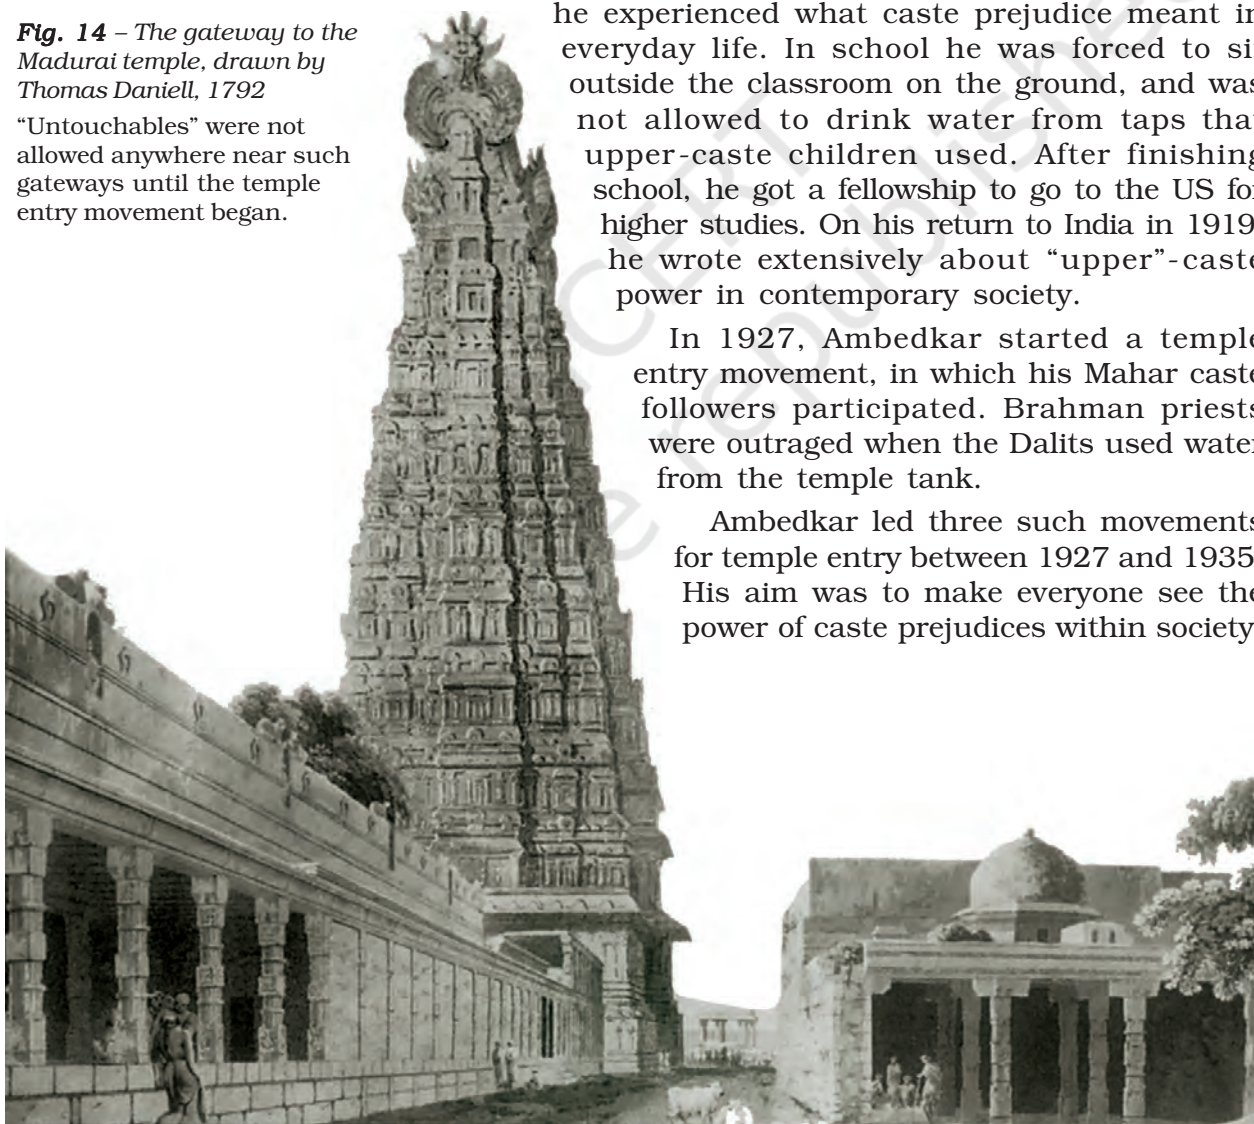 Fig. 14 – The gateway to the
Madurai temple, drawn by
Thomas Daniell, 1792
“Untouchables” were not
allowed anywhere near such
gateways until the temple
entry movement began.
he experienced what caste prejudice meant in
everyday life. In school he was forced to si
outside the classroom on the ground, and was
not allowed to drink water from taps tha
upper-caste children used. After finishing
school, he got a fellowship to go to the US fo
higher studies. On his return to India in 1919
he wrote extensively about “upper”-caste
power in contemporary society.
In 1927, Ambedkar started a temple
entry movement, in which his Mahar caste
followers participated. Brahman priests
were outraged when the Dalits used water
from the temple tank.
Ambedkar led three such movements
for temple entry between 1927 and 1935
His aim was to make everyone see the
power of caste prejudices within society